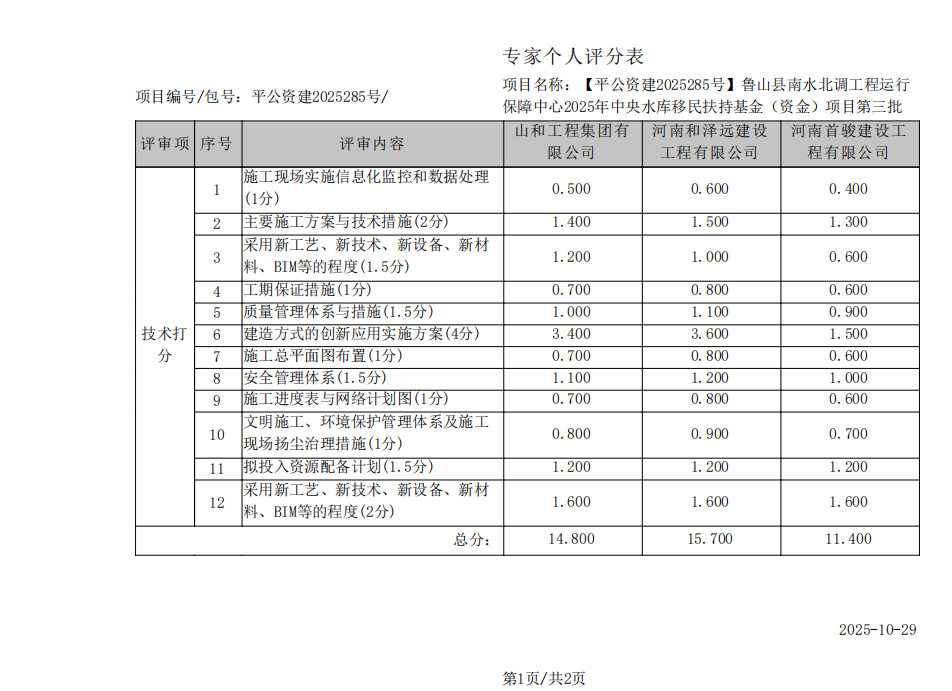 专家个人评分表
项目编号/包号：平公资建2025285号/
项目名称：【平公资建2025285号】鲁山县南水北调工程运行
保障中心2025年中央水库移民扶持基金（资金）项目第三批
评审项 序号 评审内容 山和工程集团有 河南和泽远建设 河南首骏建设工
限公司 工程有限公司 程有限公司
技术打
分
1 施工现场实施信息化监控和数据处理 0.500 0.600 0.400
(1分)
2 主要施工方案与技术措施(2分) 1.400 1.500 1.300
3 采用新工艺、新技术、新设备、新材 1.200 1.000 0.600
料、BIM等的程度(1.5分)
4 工期保证措施(1分) 0.700 0.800 0.600
5 质量管理体系与措施(1.5分) 1.000 1.100 0.900
6 建造方式的创新应用实施方案(4分) 3.400 3.600 1.500
7 施工总平面图布置(1分) 0.700 0.800 0.600
8 安全管理体系(1.5分) 1.100 1.200 1.000
9 施工进度表与网络计划图(1分) 0.700 0.800 0.600
10 文明施工、环境保护管理体系及施工 0.800 0.900 0.700
现场扬尘治理措施(1分)
11 拟投入资源配备计划(1.5分) 1.200 1.200 1.200
12 采用新工艺、新技术、新设备、新材 1.600 1.600 1.600
料、BIM等的程度(2分)
总分： 14.800 15.700 11.400
2025-10-29
第1页/共2页